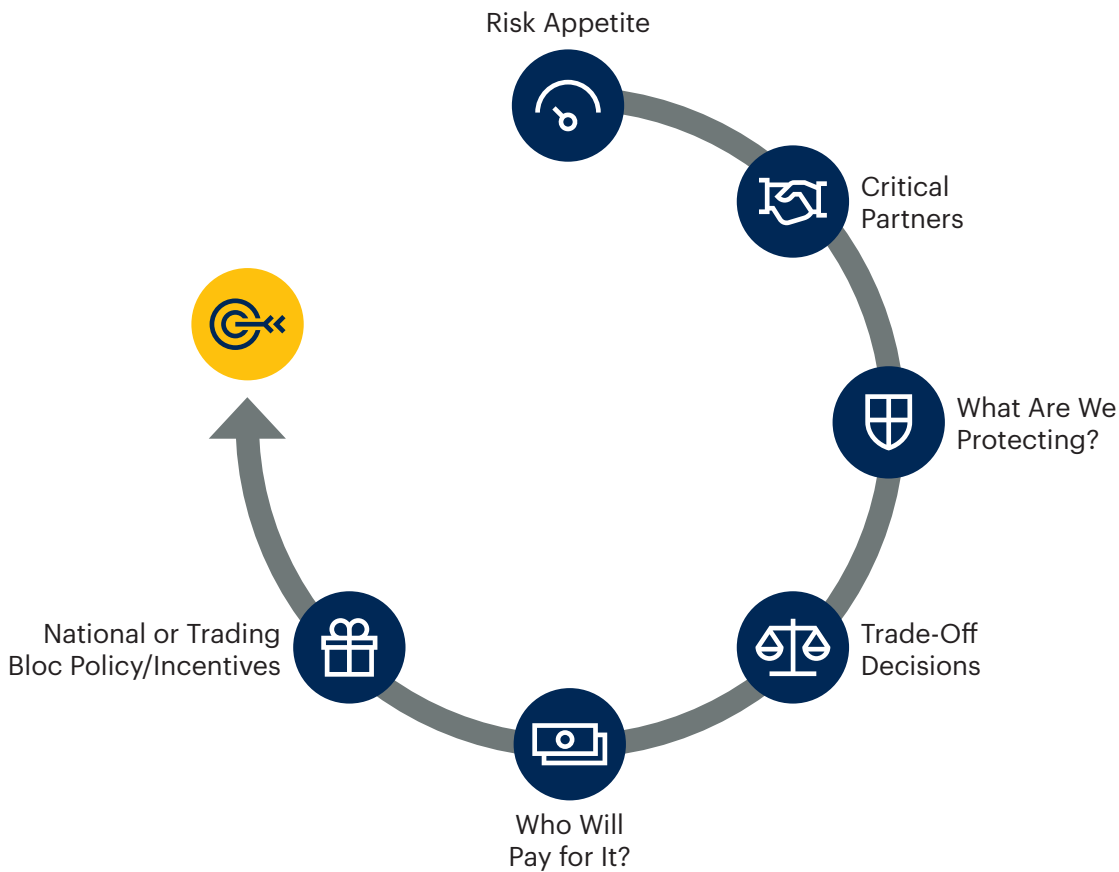 Risk Appetite
Critical
Partners
What Are We
Protecting?
Trade-Off
Decisions
Who Will
Pay for It?
National or Trading
Bloc Policy/Incentives